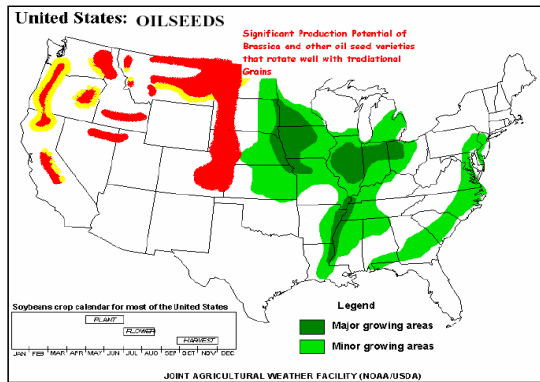 United States: OILSEEDS
Significant Production Potential of
Brassica and other oil seed varieties
that rotate well with tradiational
Grains
Soybeans crop calendar for most of the United States
PLANT
FLOWER
HARVEST
JAN FEB MAR APR MAY JUN JUL AUG SEP OCT NOV DEC
Legend
Major growing areas
Minor growing areas
JOINT AGRICULTURAL WEATHER FACILITY (NOAA/USDA)